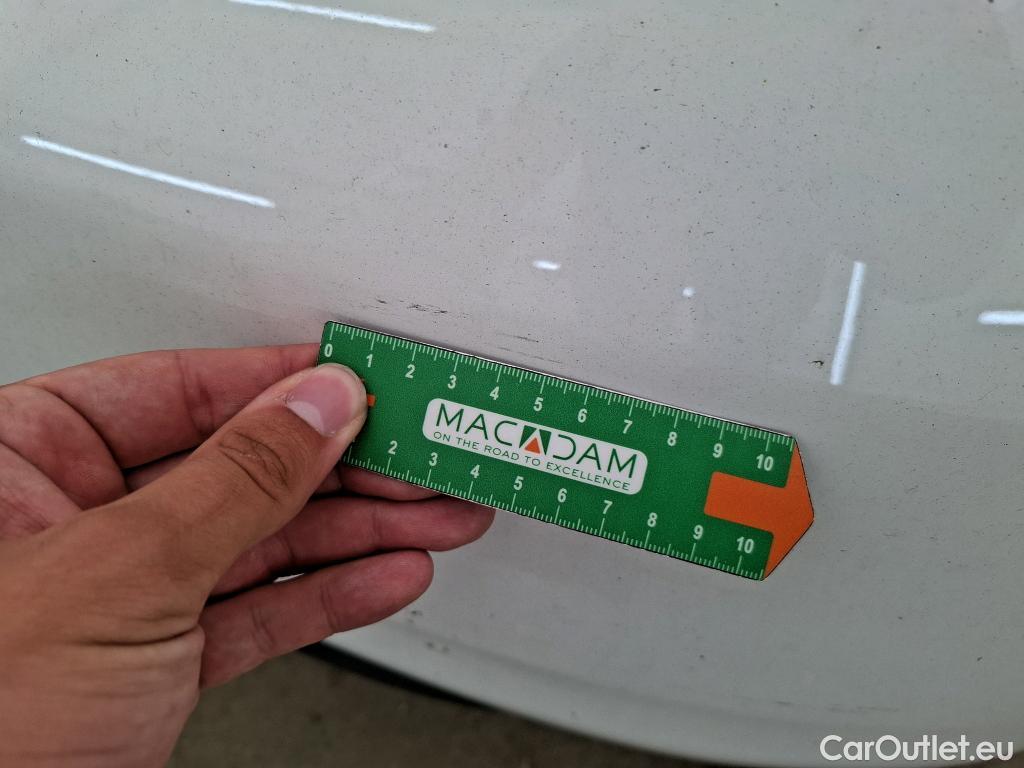 0 1 2 3 4 5 6 7 8 9 10
MACADAM
ON THE ROAD TO EXCELLENCE
2 3 4 5 6 7 8 9 10
CarOutlet.eu